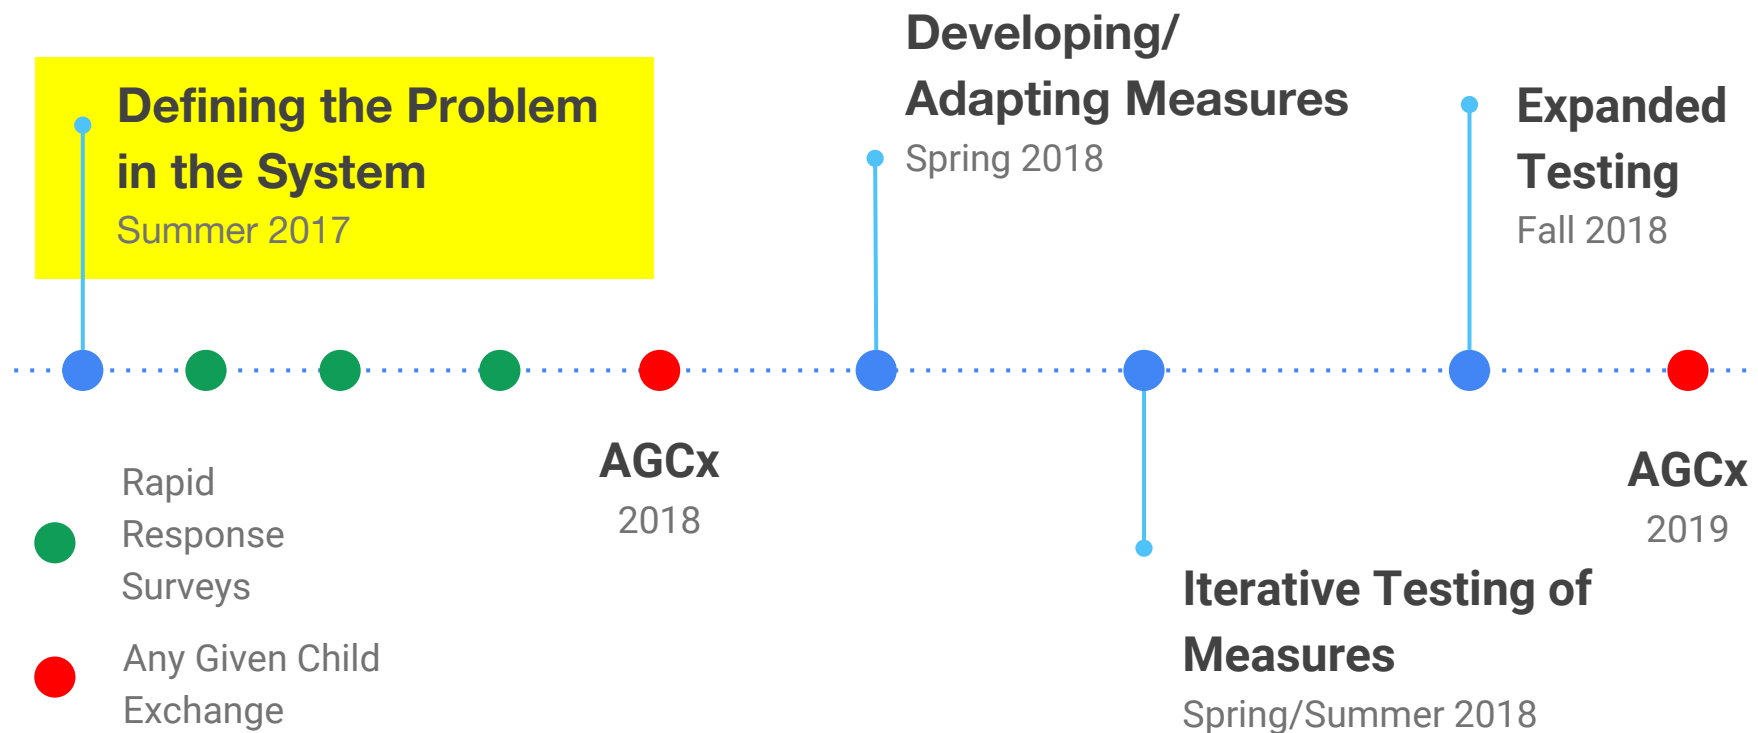 Defining the Problem
in the System
Summer 2017
Developing/
Adapting Measures
Spring 2018
Expanded
Testing
Fall 2018
AGCx
2018
AGCx
2019
Rapid
Response
Surveys
Any Given Child
Exchange
Iterative Testing of
Measures
Spring/Summer 2018